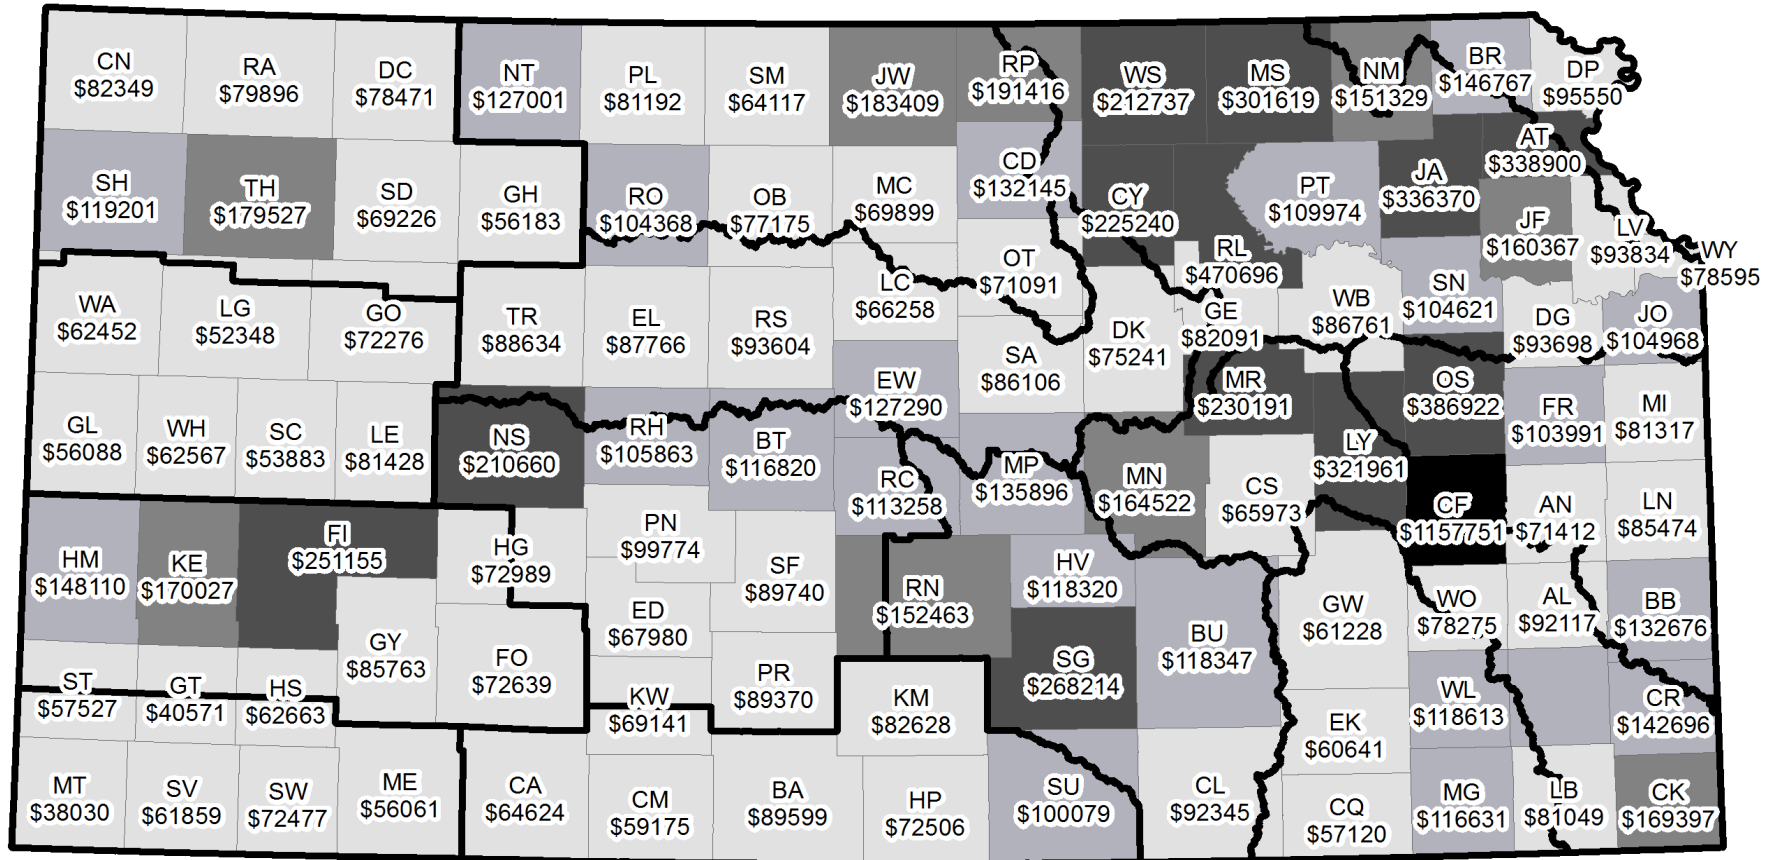 CN
$82349
RA
$79896
DC
$78471
NT
$127001
PL
$81192
SM
$64117
JW
$183409
RP
$191416
WS
$212737
MS
$301619
NM
$151329
BR
$146767
DP
$95550
SH
$119201
TH
$179527
SD
$69226
GH
$56183
RO
$104368
OB
$77175
MC
$69899
CD
$132145
CY
$225240
PT
$109974
JA
$336370
AT
$338900
JF
$160367
LV
$93834
WY
$78595
WA
$62452
LG
$52348
GO
$72276
TR
$88634
EL
$87766
RS
$93604
LC
$66258
OT
$71091
RL
$470696
GE
$82091
WB
$86761
SN
$104621
DG
$93698
JO
$104968
SA
$86106
DK
$75241
GL
$56088
WH
$62567
SC
$53883
LE
$81428
NS
$210660
RH
$105863
BT
$116820
EW
$127290
MR
$230191
OS
$386922
FR
$103991
MI
$81317
RC
$113258
MP
$135896
MN
$164522
CS
$65973
LY
$321961
CF
$1157751
AN
$71412
LN
$85474
HM
$148110
KE
$170027
FI
$251155
HG
$72989
PN
$99774
SF
$89740
RN
$152463
HV
$118320
ED
$67980
GY
$85763
FO
$72639
SG
$268214
BU
$118347
GW
$61228
WO
$78275
AL
$92117
BB
$132676
ST
$57527
GT
$40571
HS
$62663
KW
$69141
PR
$89370
KM
$82628
EK
$60641
WL
$118613
CR
$142696
MT
$38030
SV
$61859
SW
$72477
ME
$56061
CA
$64624
CM
$59175
BA
$89599
HP
$72506
SU
$100079
CL
$92345
CQ
$57120
MG
$116631
LB
$81049
CK
$169397